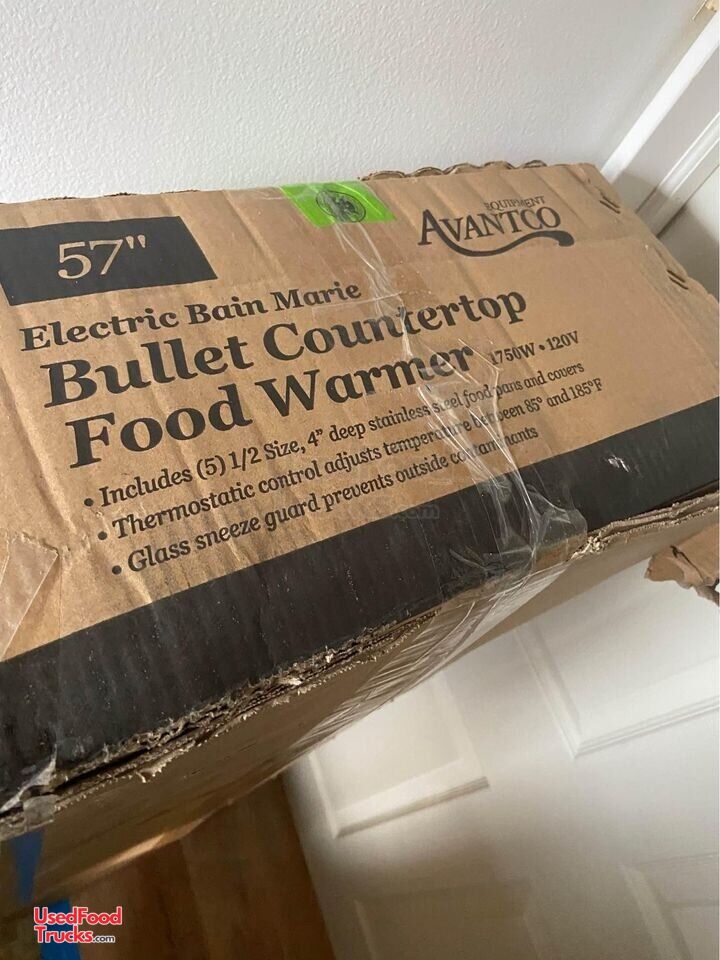 57"
EQUIPMENT
AVANTCO
Electric Bain Marie
Bullet Countertop
Food Warmer 1750W • 120V
• Includes (5) 1/2 Size, 4" deep stainless steel food pans and covers
• Thermostatic control adjusts temperature between 85° and 185°F
• Glass sneeze guard prevents outside contaminants
UsedFood
Trucks.com